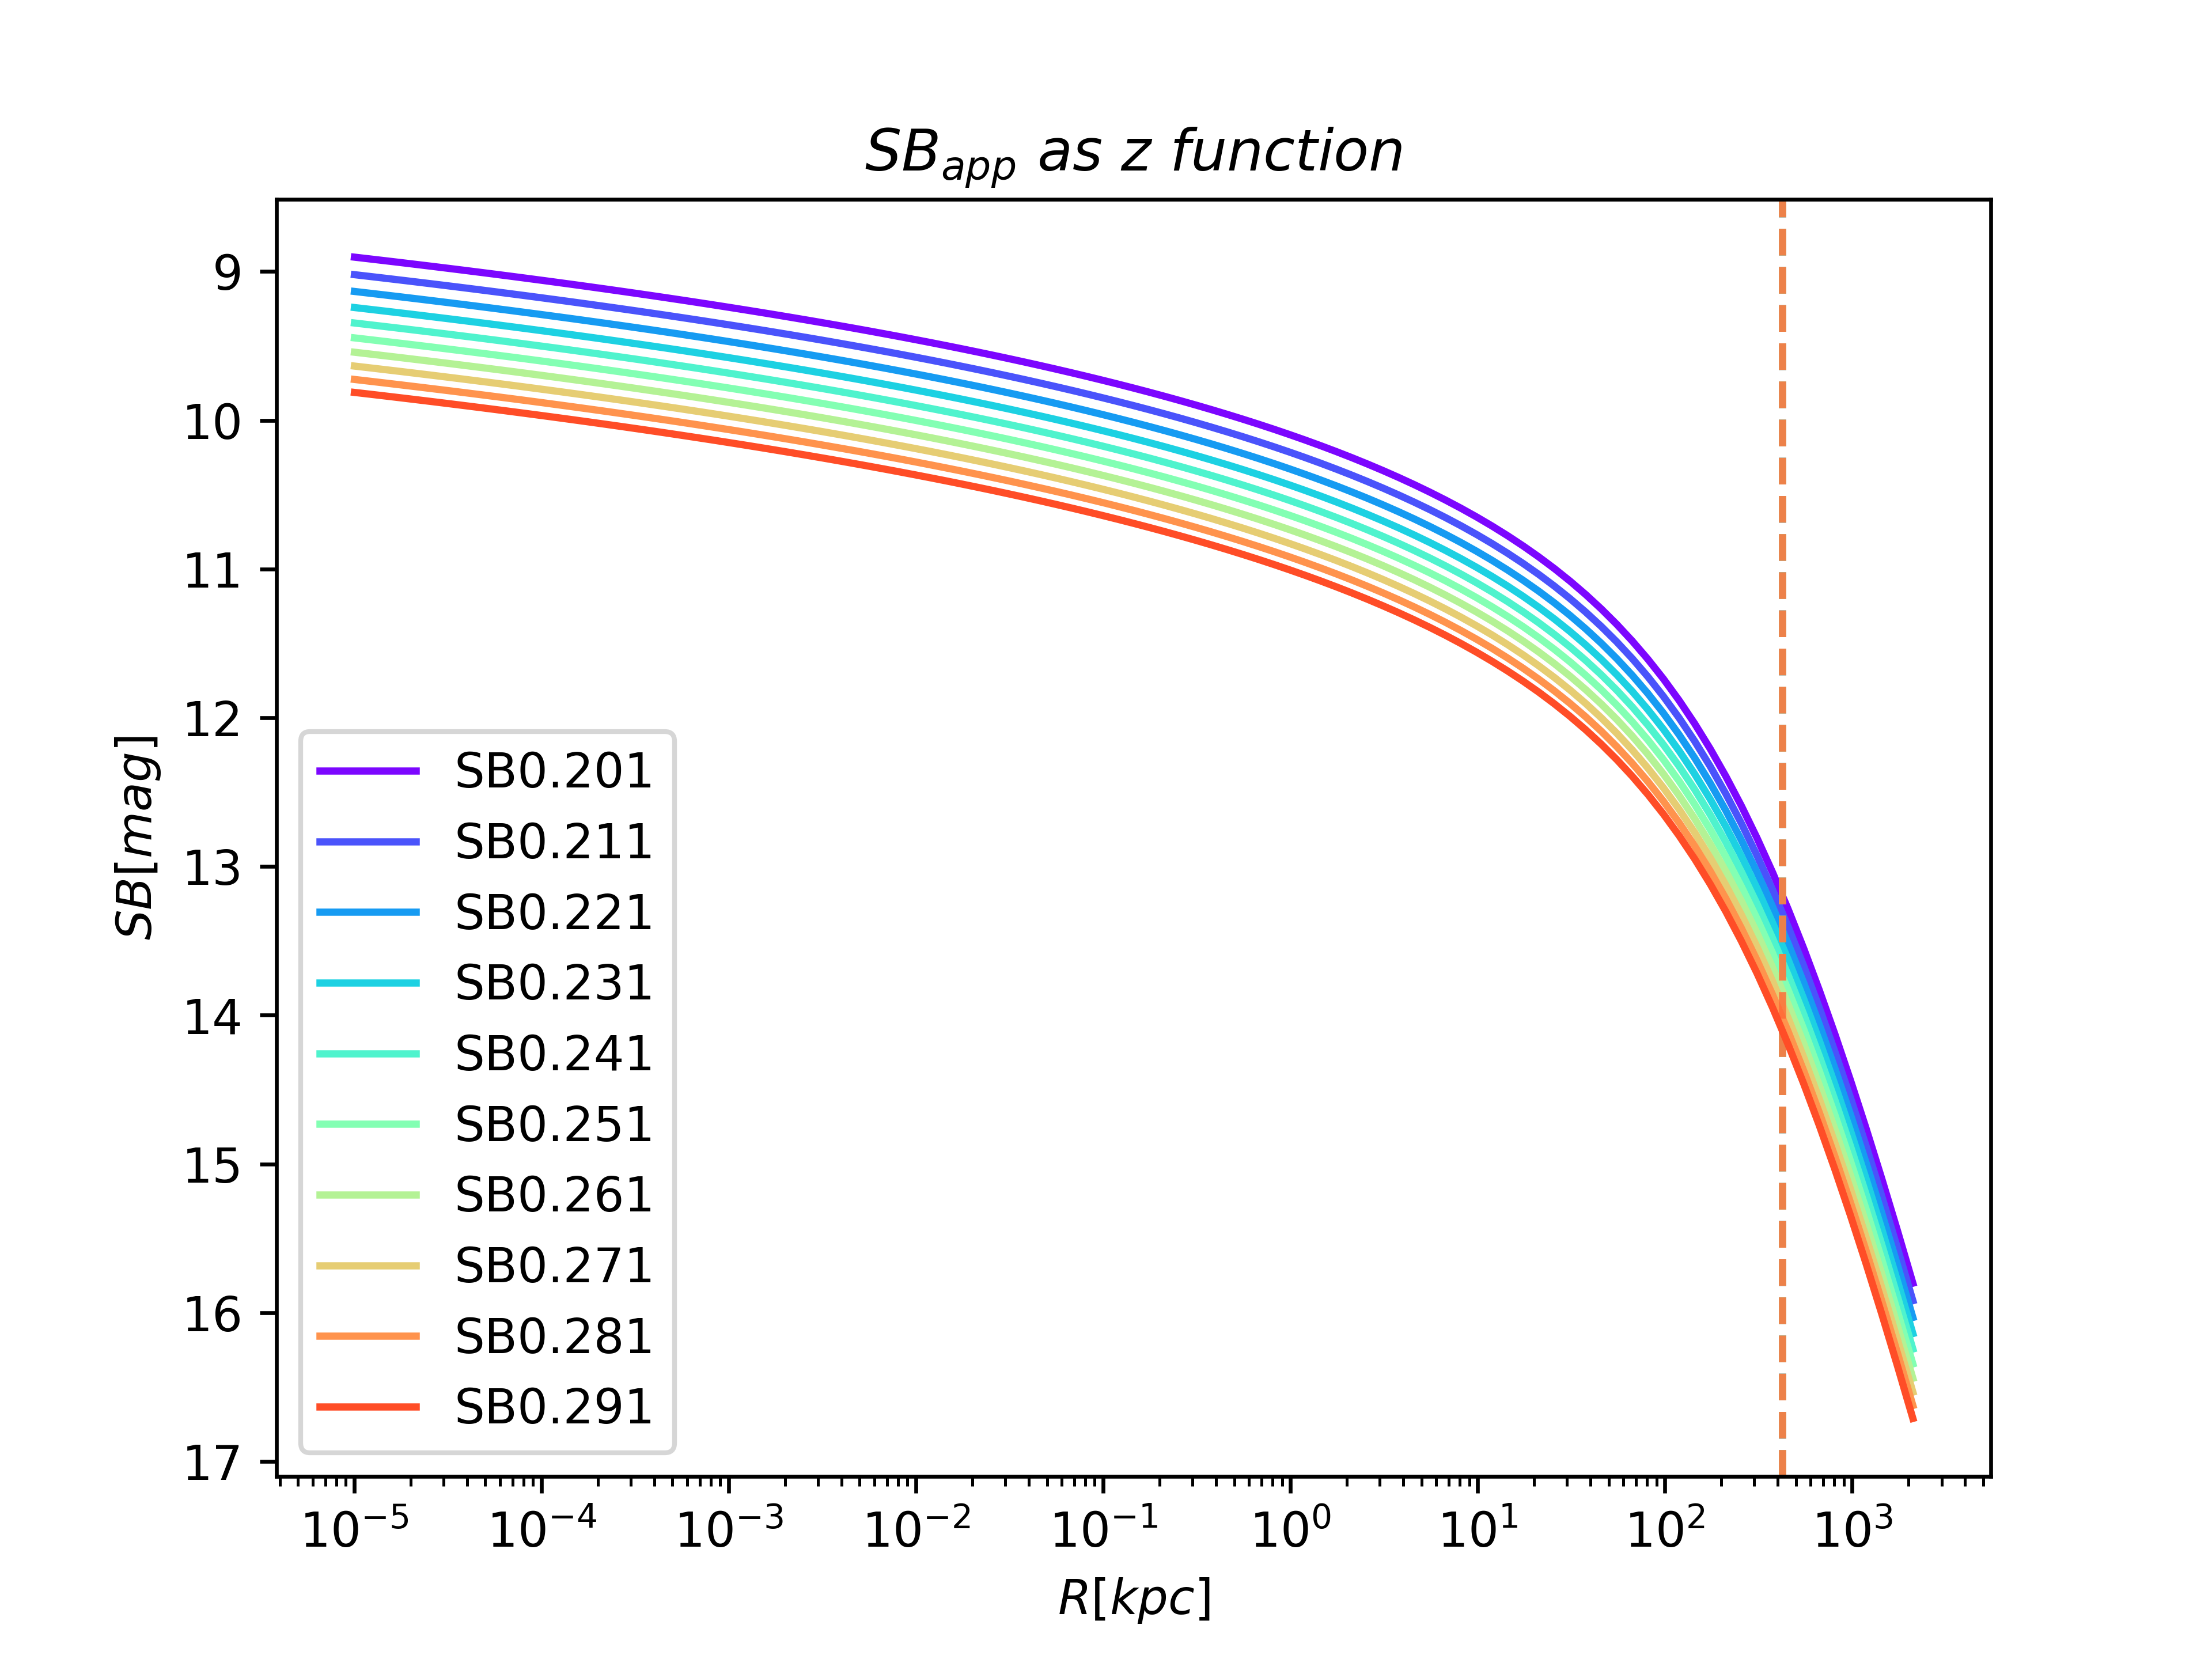 SB_app as z function
SB[mag]
9
10
11
12
13
14
15
16
17
SB0.201
SB0.211
SB0.221
SB0.231
SB0.241
SB0.251
SB0.261
SB0.271
SB0.281
SB0.291
10^−5 10^−4 10^−3 10^−2 10^−1 10^0 10^1 10^2 10^3
R[kpc]